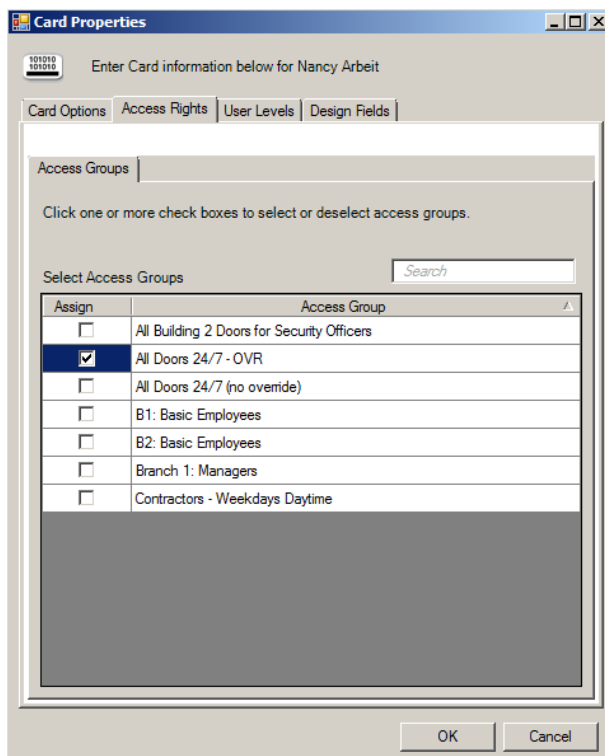 Card Properties
101010
101010
Enter Card information below for Nancy Arbeit
Card Options Access Rights User Levels Design Fields
Access Groups
Click one or more check boxes to select or deselect access groups.
Search
Select Access Groups
Assign Access Group
All Building 2 Doors for Security Officers
All Doors 24/7 - OVR
All Doors 24/7 (no override)
B1: Basic Employees
B2: Basic Employees
Branch 1: Managers
Contractors - Weekdays Daytime
OK Cancel